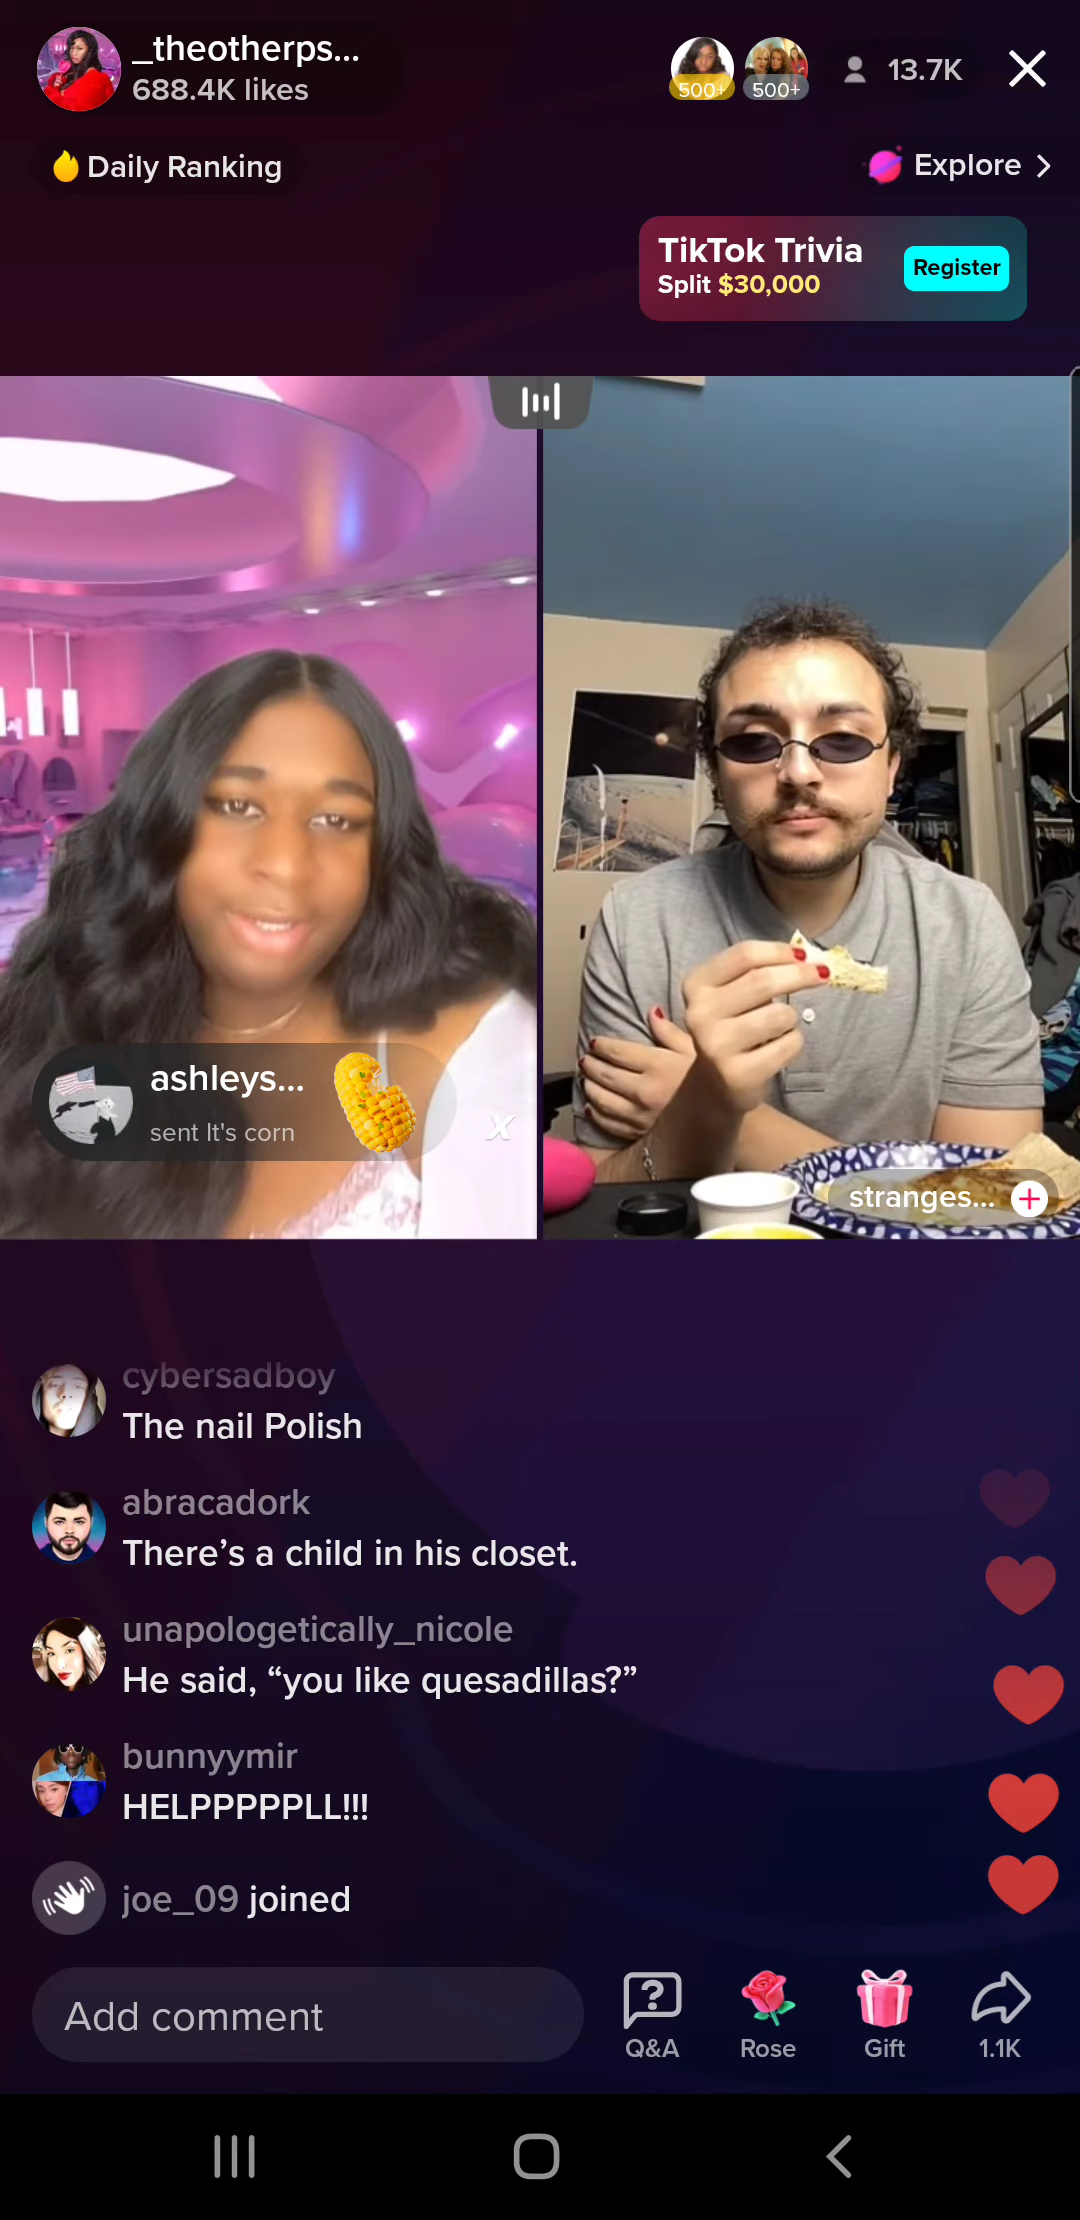 _theotherps...
688.4K likes
500+
500+
13.7K
Daily Ranking
Explore >
TikTok Trivia
Split $30,000
Register
ashleys...
sent It's corn
x
stranges... +
cybersadboy
The nail Polish
abracadork
There’s a child in his closet.
unapologetically_nicole
He said, “you like quesadillas?”
bunnyymir
HELPPPPPLL!!!
joe_09 joined
Add comment
?
Q&A
Rose
Gift
1.1K